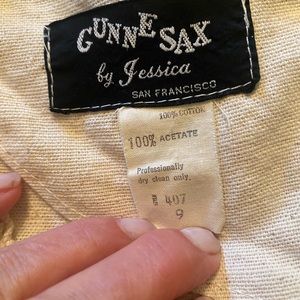 GUNNE SAX
by Jessica
SAN FRANCISCO
100% COTTON
100% ACETATE
Professionally
dry clean only.
407
9